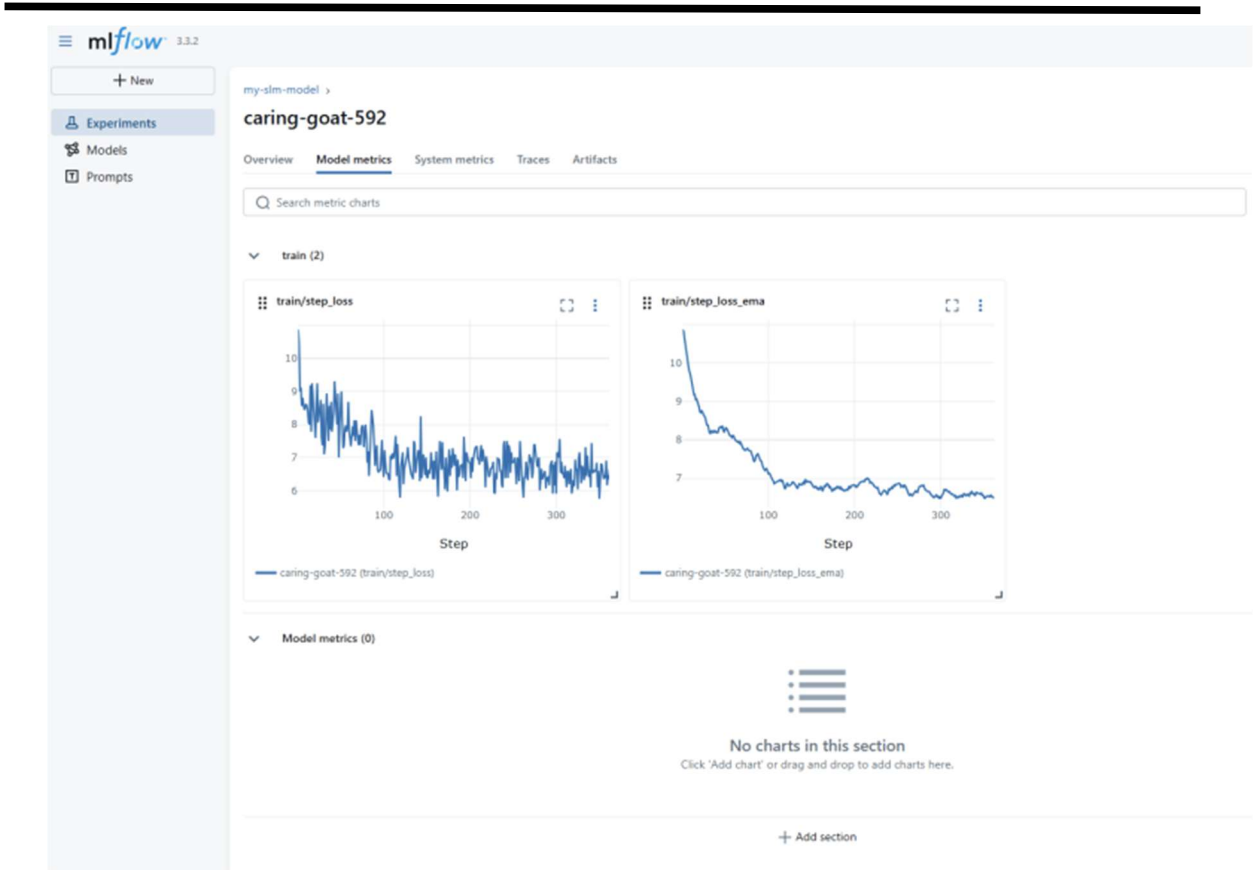 mlflow 3.3.2
+ New
Experiments
Models
Prompts
my-slm-model ›
caring-goat-592
Overview Model metrics System metrics Traces Artifacts
Search metric charts
train (2)
train/step_loss
10
9
8
7
6
100 200 300
Step
caring-goat-592 (train/step_loss)
train/step_loss_ema
10
9
8
7
100 200 300
Step
caring-goat-592 (train/step_loss_ema)
Model metrics (0)
No charts in this section
Click 'Add chart' or drag and drop to add charts here.
+ Add section